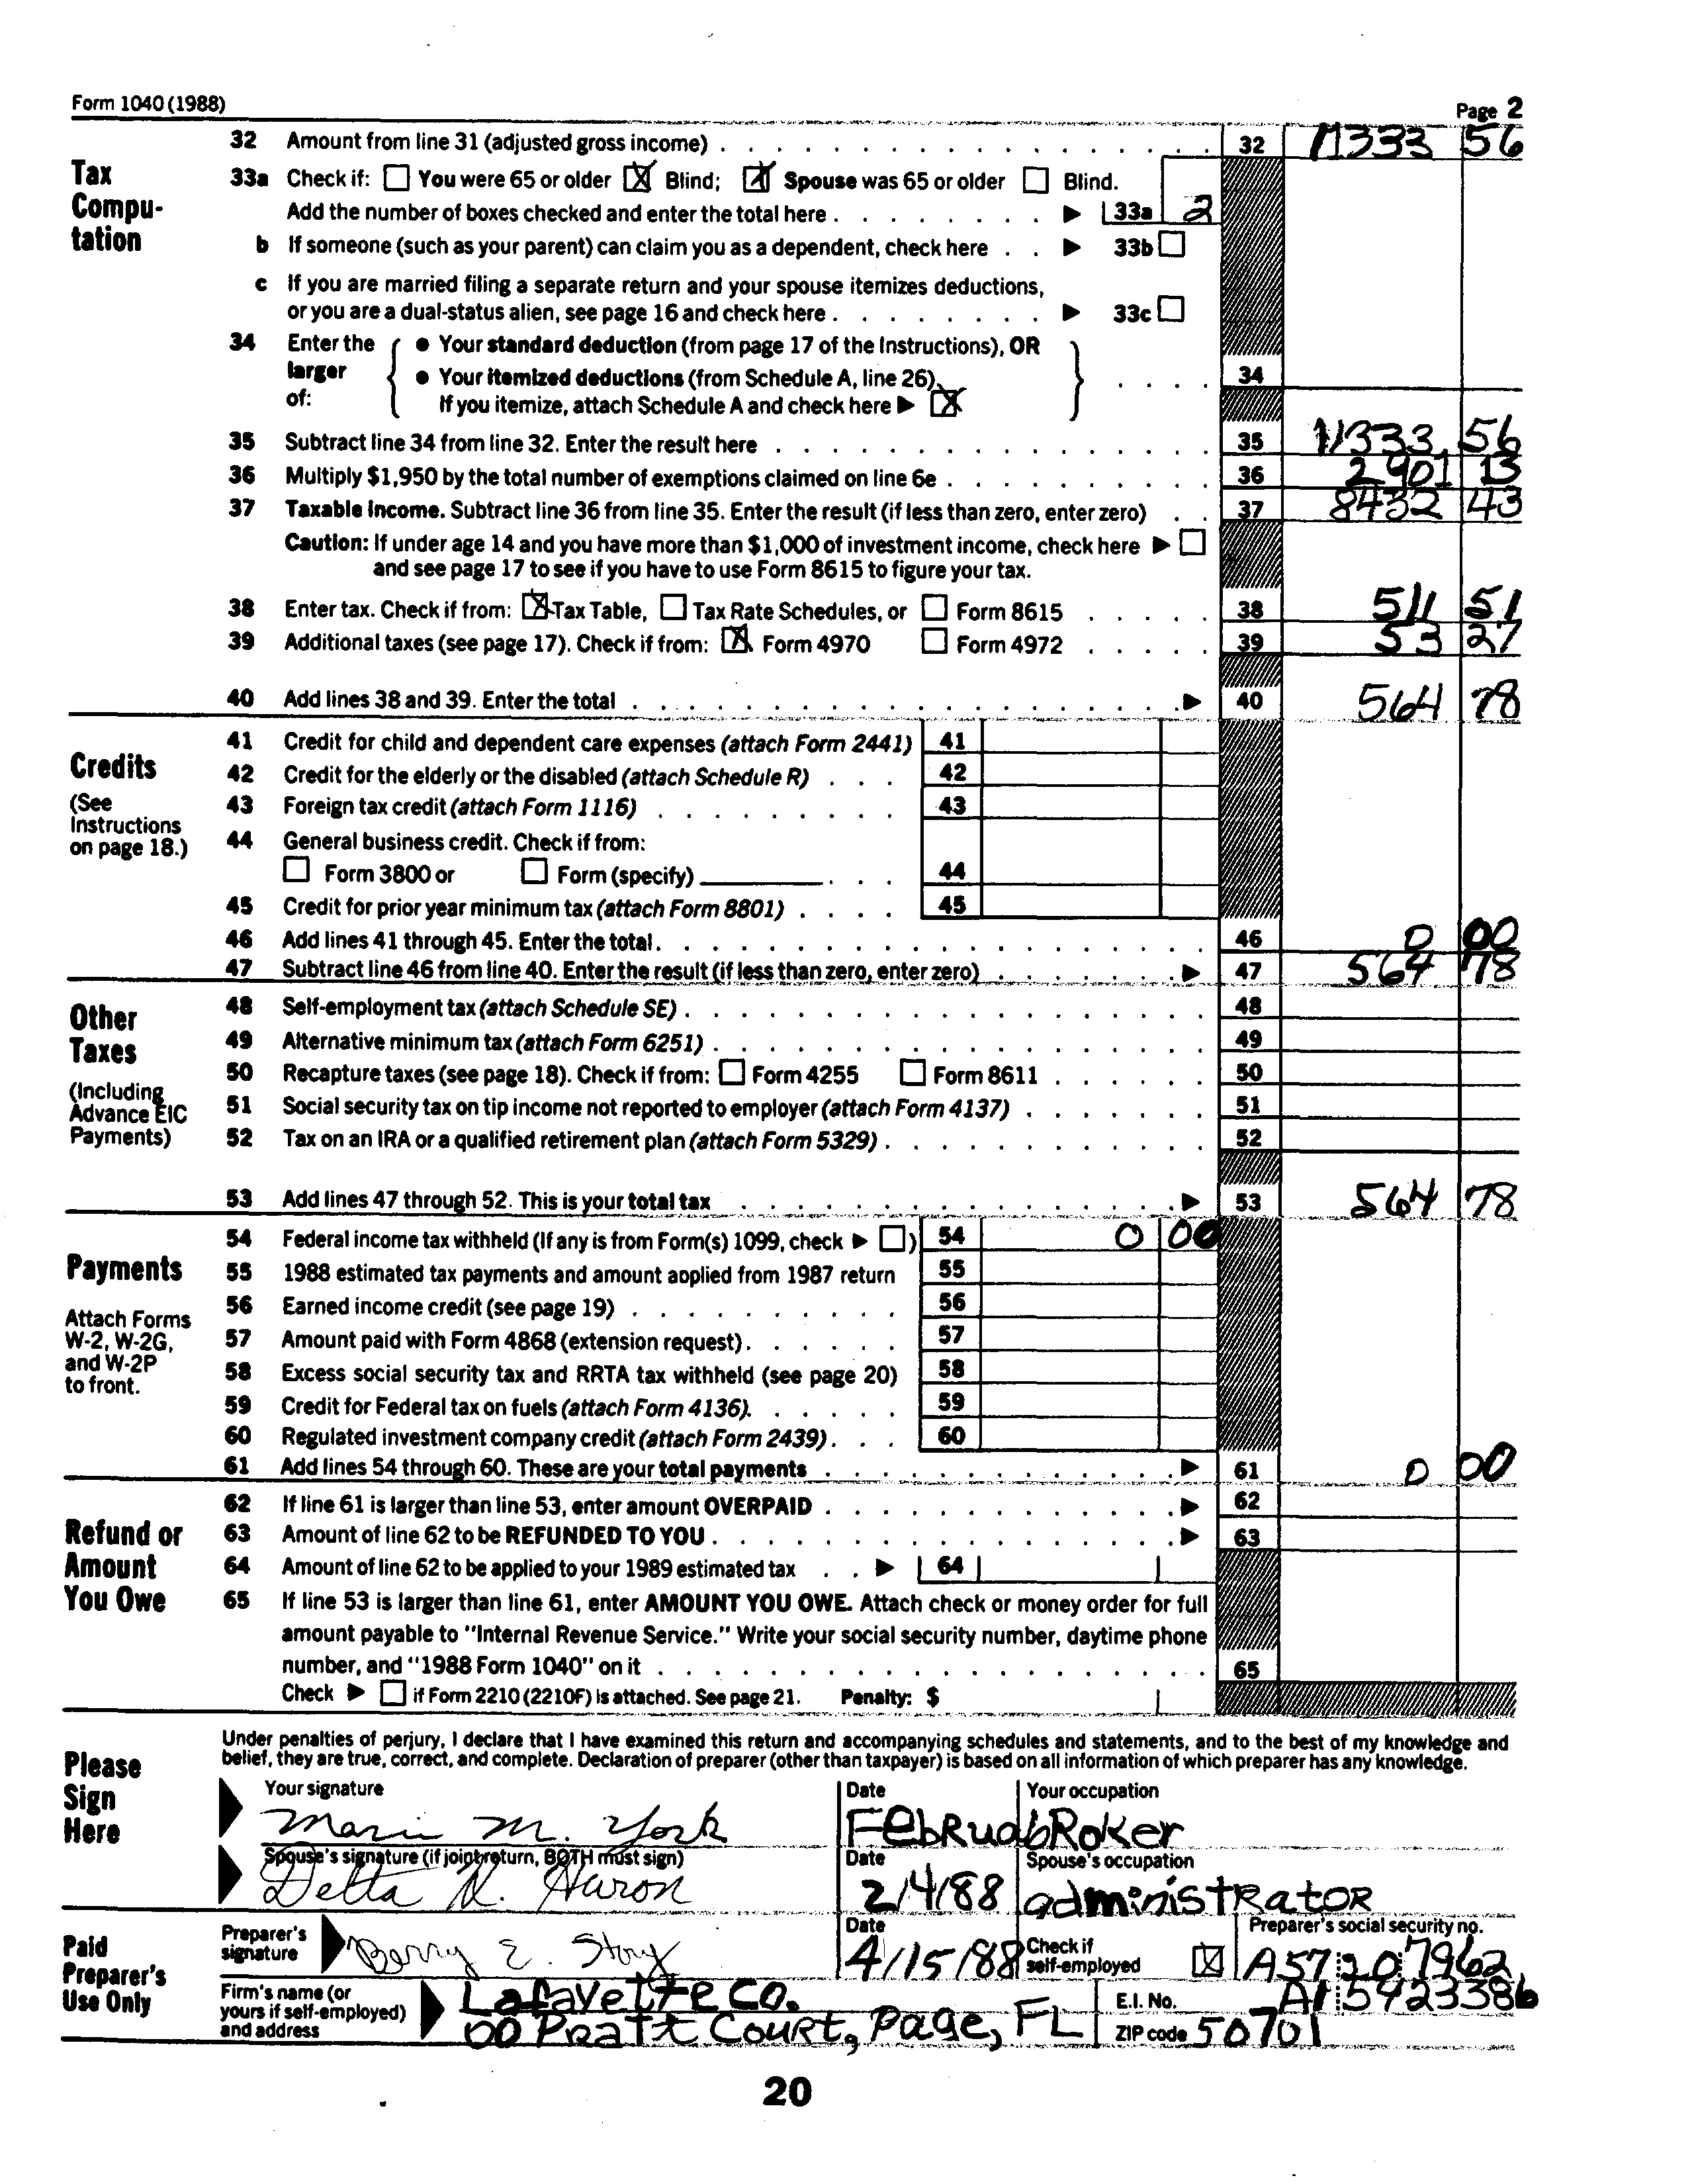 Form 1040 (1988) Page 2
Tax Compu-tation
32 Amount from line 31 (adjusted gross income) 32 11333 56
33a Check if: You were 65 or older X Blind; X Spouse was 65 or older Blind.
Add the number of boxes checked and enter the total here 33a 2
b If someone (such as your parent) can claim you as a dependent, check here 33b
c If you are married filing a separate return and your spouse itemizes deductions,
or you are a dual-status alien, see page 16 and check here 33c
34 Enter the larger of: { • Your standard deduction (from page 17 of the Instructions), OR
• Your itemized deductions (from Schedule A, line 26). } 34
If you itemize, attach Schedule A and check here X
35 Subtract line 34 from line 32. Enter the result here 35 11333 56
36 Multiply $1,950 by the total number of exemptions claimed on line 6e 36 2901 13
37 Taxable income. Subtract line 36 from line 35. Enter the result (if less than zero, enter zero) 37 8432 43
Caution: If under age 14 and you have more than $1,000 of investment income, check here
and see page 17 to see if you have to use Form 8615 to figure your tax.
38 Enter tax. Check if from: X Tax Table, Tax Rate Schedules, or Form 8615 38 511 51
39 Additional taxes (see page 17). Check if from: X Form 4970 Form 4972 39 53 27
40 Add lines 38 and 39. Enter the total 40 564 78
Credits
(See Instructions on page 18.)
41 Credit for child and dependent care expenses (attach Form 2441) 41
42 Credit for the elderly or the disabled (attach Schedule R) 42
43 Foreign tax credit (attach Form 1116) 43
44 General business credit. Check if from:
Form 3800 or Form (specify) 44
45 Credit for prior year minimum tax (attach Form 8801) 45
46 Add lines 41 through 45. Enter the total 46 0 00
47 Subtract line 46 from line 40. Enter the result (if less than zero, enter zero) 47 564 78
Other Taxes
(Including Advance EIC Payments)
48 Self-employment tax (attach Schedule SE) 48
49 Alternative minimum tax (attach Form 6251) 49
50 Recapture taxes (see page 18). Check if from: Form 4255 Form 8611 50
51 Social security tax on tip income not reported to employer (attach Form 4137) 51
52 Tax on an IRA or a qualified retirement plan (attach Form 5329) 52
53 Add lines 47 through 52. This is your total tax 53 564 78
Payments
Attach Forms W-2, W-2G, and W-2P to front.
54 Federal income tax withheld (If any is from Form(s) 1099, check ) 54 0 00
55 1988 estimated tax payments and amount applied from 1987 return 55
56 Earned income credit (see page 19) 56
57 Amount paid with Form 4868 (extension request) 57
58 Excess social security tax and RRTA tax withheld (see page 20) 58
59 Credit for Federal tax on fuels (attach Form 4136) 59
60 Regulated investment company credit (attach Form 2439) 60
61 Add lines 54 through 60. These are your total payments 61 0 00
Refund or Amount You Owe
62 If line 61 is larger than line 53, enter amount OVERPAID 62
63 Amount of line 62 to be REFUNDED TO YOU 63
64 Amount of line 62 to be applied to your 1989 estimated tax 64
65 If line 53 is larger than line 61, enter AMOUNT YOU OWE. Attach check or money order for full
amount payable to "Internal Revenue Service." Write your social security number, daytime phone
number, and "1988 Form 1040" on it 65
Check if Form 2210 (2210F) is attached. See page 21. Penalty: $
Please Sign Here
Under penalties of perjury, I declare that I have examined this return and accompanying schedules and statements, and to the best of my knowledge and
belief, they are true, correct, and complete. Declaration of preparer (other than taxpayer) is based on all information of which preparer has any knowledge.
Your signature Date Your occupation
Mari M. York Februa broker
Spouse's signature (if joint return, BOTH must sign) Date Spouse's occupation
Delta N. Aaron 2/4/88 administrator
Paid Preparer's Use Only
Preparer's signature Berry E. Story Date 4/15/88 Check if self-employed X Preparer's social security no. A57 20 7962
Firm's name (or yours if self-employed) and address Lafayette Co. E.I. No. A1 5423386
00 Pratt Court, Page, FL ZIP code 50701
20